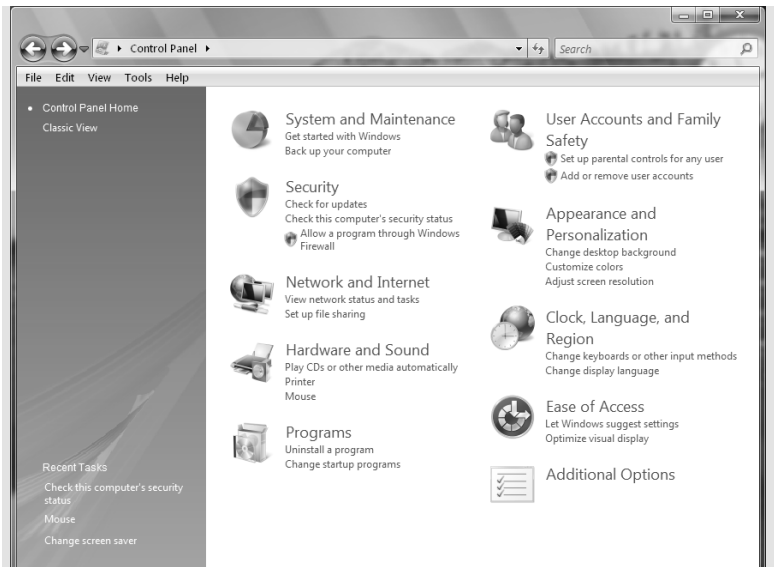 Control Panel
Search
File Edit View Tools Help
Control Panel Home
Classic View
System and Maintenance
Get started with Windows
Back up your computer
Security
Check for updates
Check this computer's security status
Allow a program through Windows
Firewall
Network and Internet
View network status and tasks
Set up file sharing
Hardware and Sound
Play CDs or other media automatically
Printer
Mouse
Programs
Uninstall a program
Change startup programs
User Accounts and Family
Safety
Set up parental controls for any user
Add or remove user accounts
Appearance and
Personalization
Change desktop background
Customize colors
Adjust screen resolution
Clock, Language, and
Region
Change keyboards or other input methods
Change display language
Ease of Access
Let Windows suggest settings
Optimize visual display
Additional Options
Recent Tasks
Check this computer's security
status
Mouse
Change screen saver